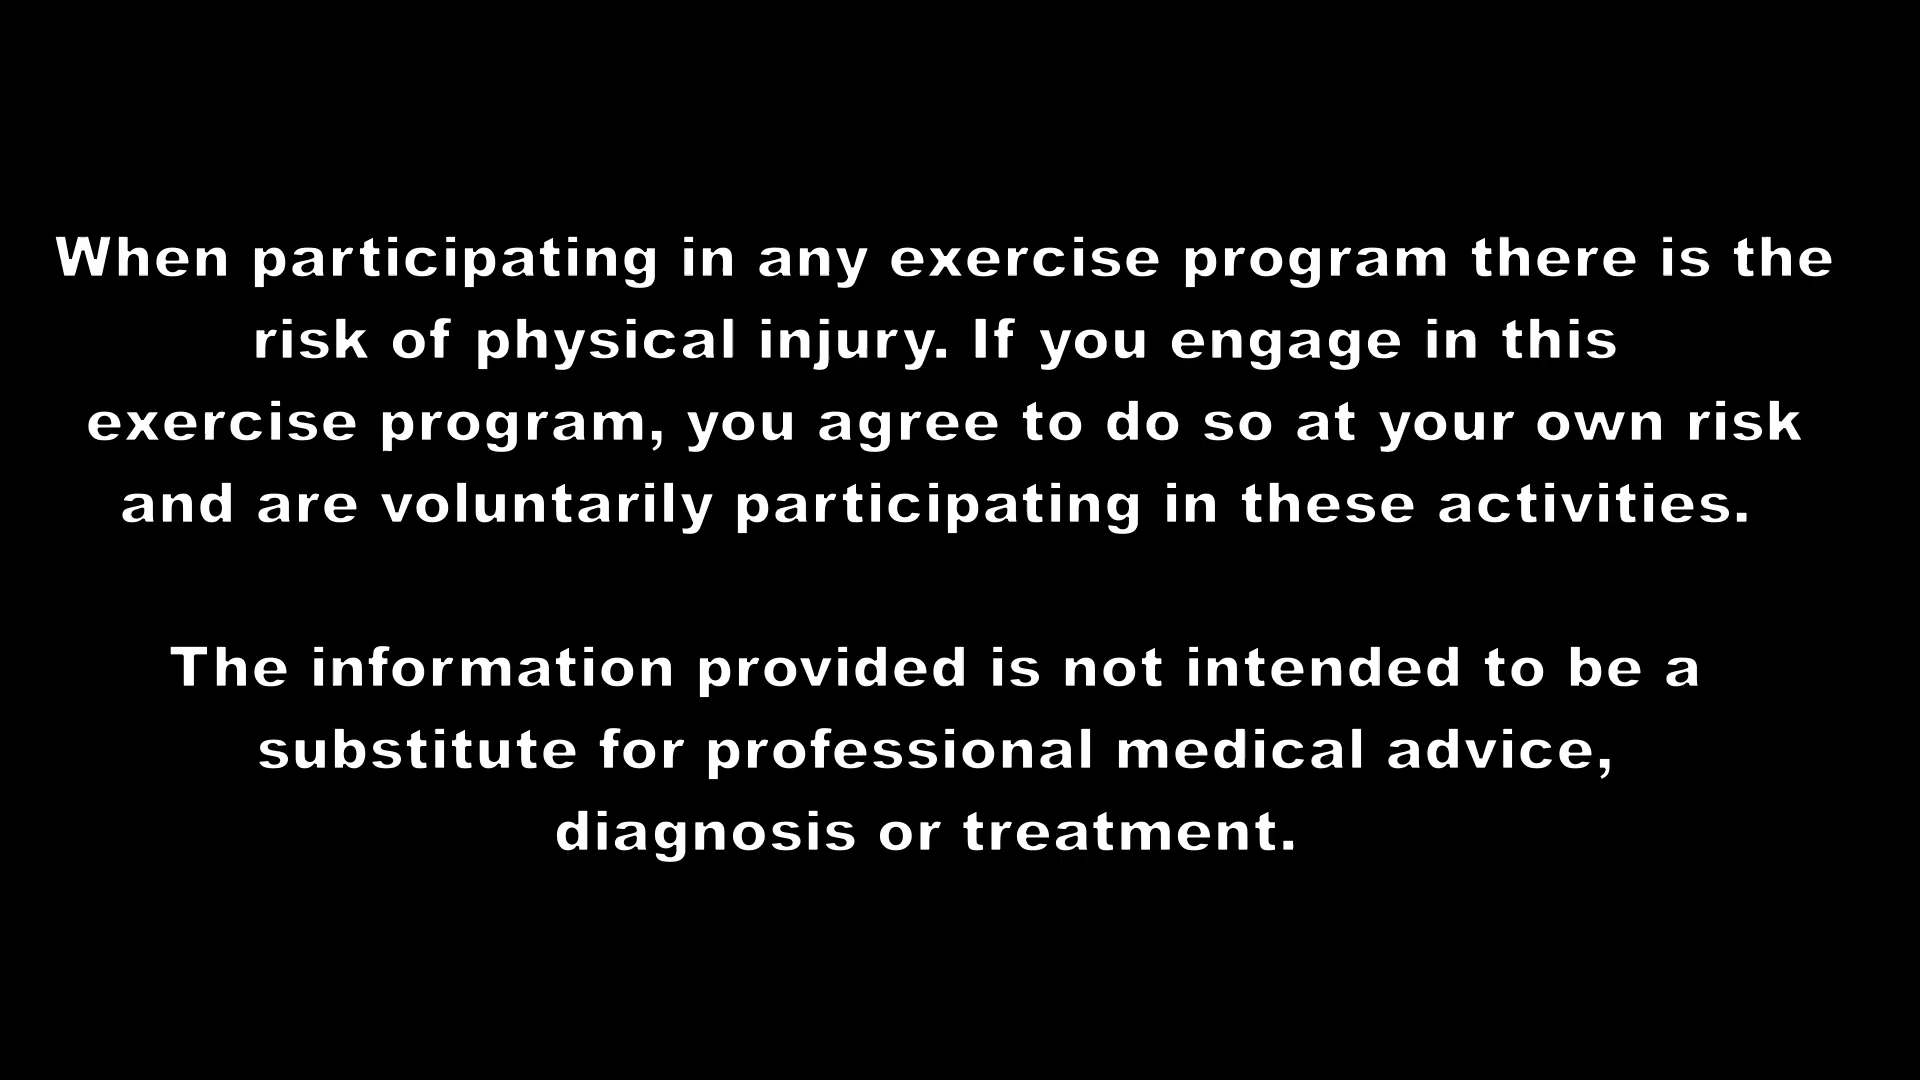 When participating in any exercise program there is the
risk of physical injury. If you engage in this
exercise program, you agree to do so at your own risk
and are voluntarily participating in these activities.
The information provided is not intended to be a
substitute for professional medical advice,
diagnosis or treatment.